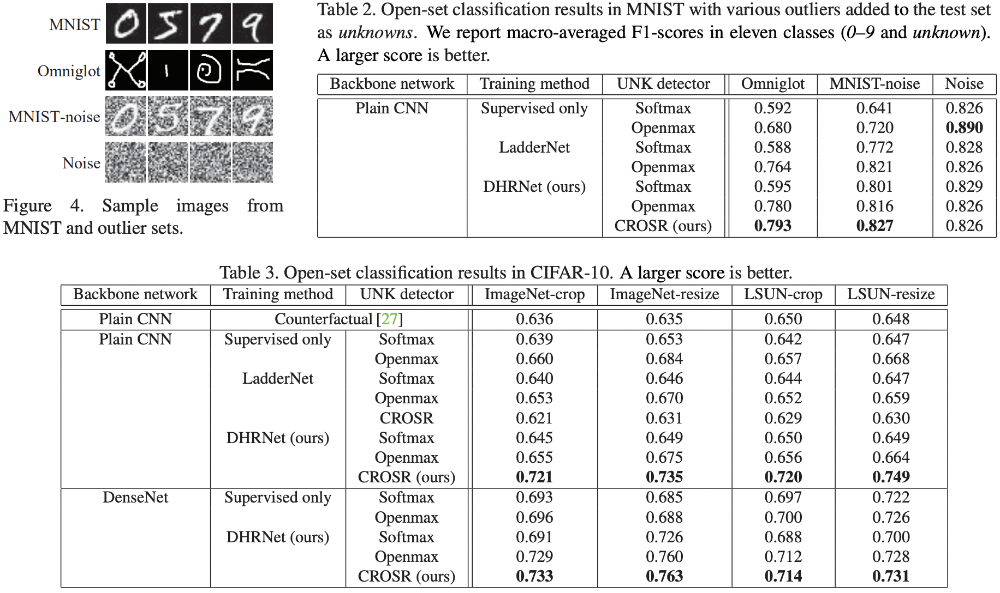 MNIST
Omniglot
MNIST-noise
Noise
Figure 4. Sample images from
MNIST and outlier sets.
Table 2. Open-set classification results in MNIST with various outliers added to the test set
as unknowns. We report macro-averaged F1-scores in eleven classes (0–9 and unknown).
A larger score is better.
Backbone network Training method UNK detector Omniglot MNIST-noise Noise
Plain CNN Supervised only Softmax 0.592 0.641 0.826
Openmax 0.680 0.720 0.890
LadderNet Softmax 0.588 0.772 0.828
Openmax 0.764 0.821 0.826
DHRNet (ours) Softmax 0.595 0.801 0.829
Openmax 0.780 0.816 0.826
CROSR (ours) 0.793 0.827 0.826
Table 3. Open-set classification results in CIFAR-10. A larger score is better.
Backbone network Training method UNK detector ImageNet-crop ImageNet-resize LSUN-crop LSUN-resize
Plain CNN Counterfactual [27] 0.636 0.635 0.650 0.648
Plain CNN Supervised only Softmax 0.639 0.653 0.642 0.647
Openmax 0.660 0.684 0.657 0.668
LadderNet Softmax 0.640 0.646 0.644 0.647
Openmax 0.653 0.670 0.652 0.659
CROSR 0.621 0.631 0.629 0.630
DHRNet (ours) Softmax 0.645 0.649 0.650 0.649
Openmax 0.655 0.675 0.656 0.664
CROSR (ours) 0.721 0.735 0.720 0.749
DenseNet Supervised only Softmax 0.693 0.685 0.697 0.722
Openmax 0.696 0.688 0.700 0.726
DHRNet (ours) Softmax 0.691 0.726 0.688 0.700
Openmax 0.729 0.760 0.712 0.728
CROSR (ours) 0.733 0.763 0.714 0.731